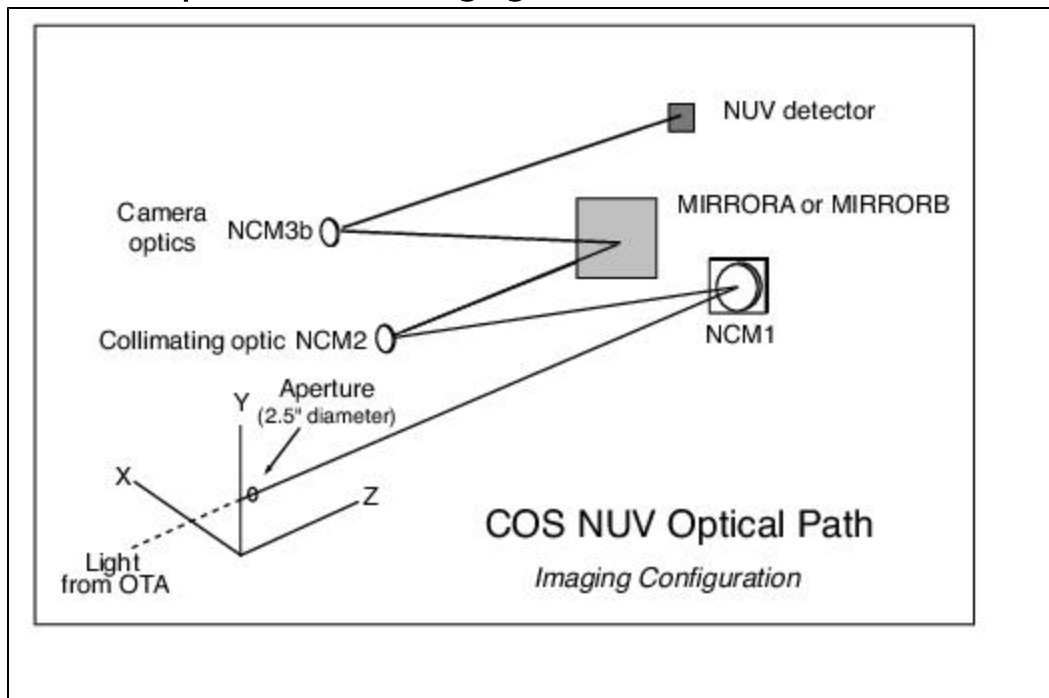 NUV detector
MIRRORA or MIRRORB
Camera
optics
NCM3b
NCM1
Collimating optic NCM2
Aperture
(2.5" diameter)
Y
X
Z
Light
from OTA
COS NUV Optical Path
Imaging Configuration